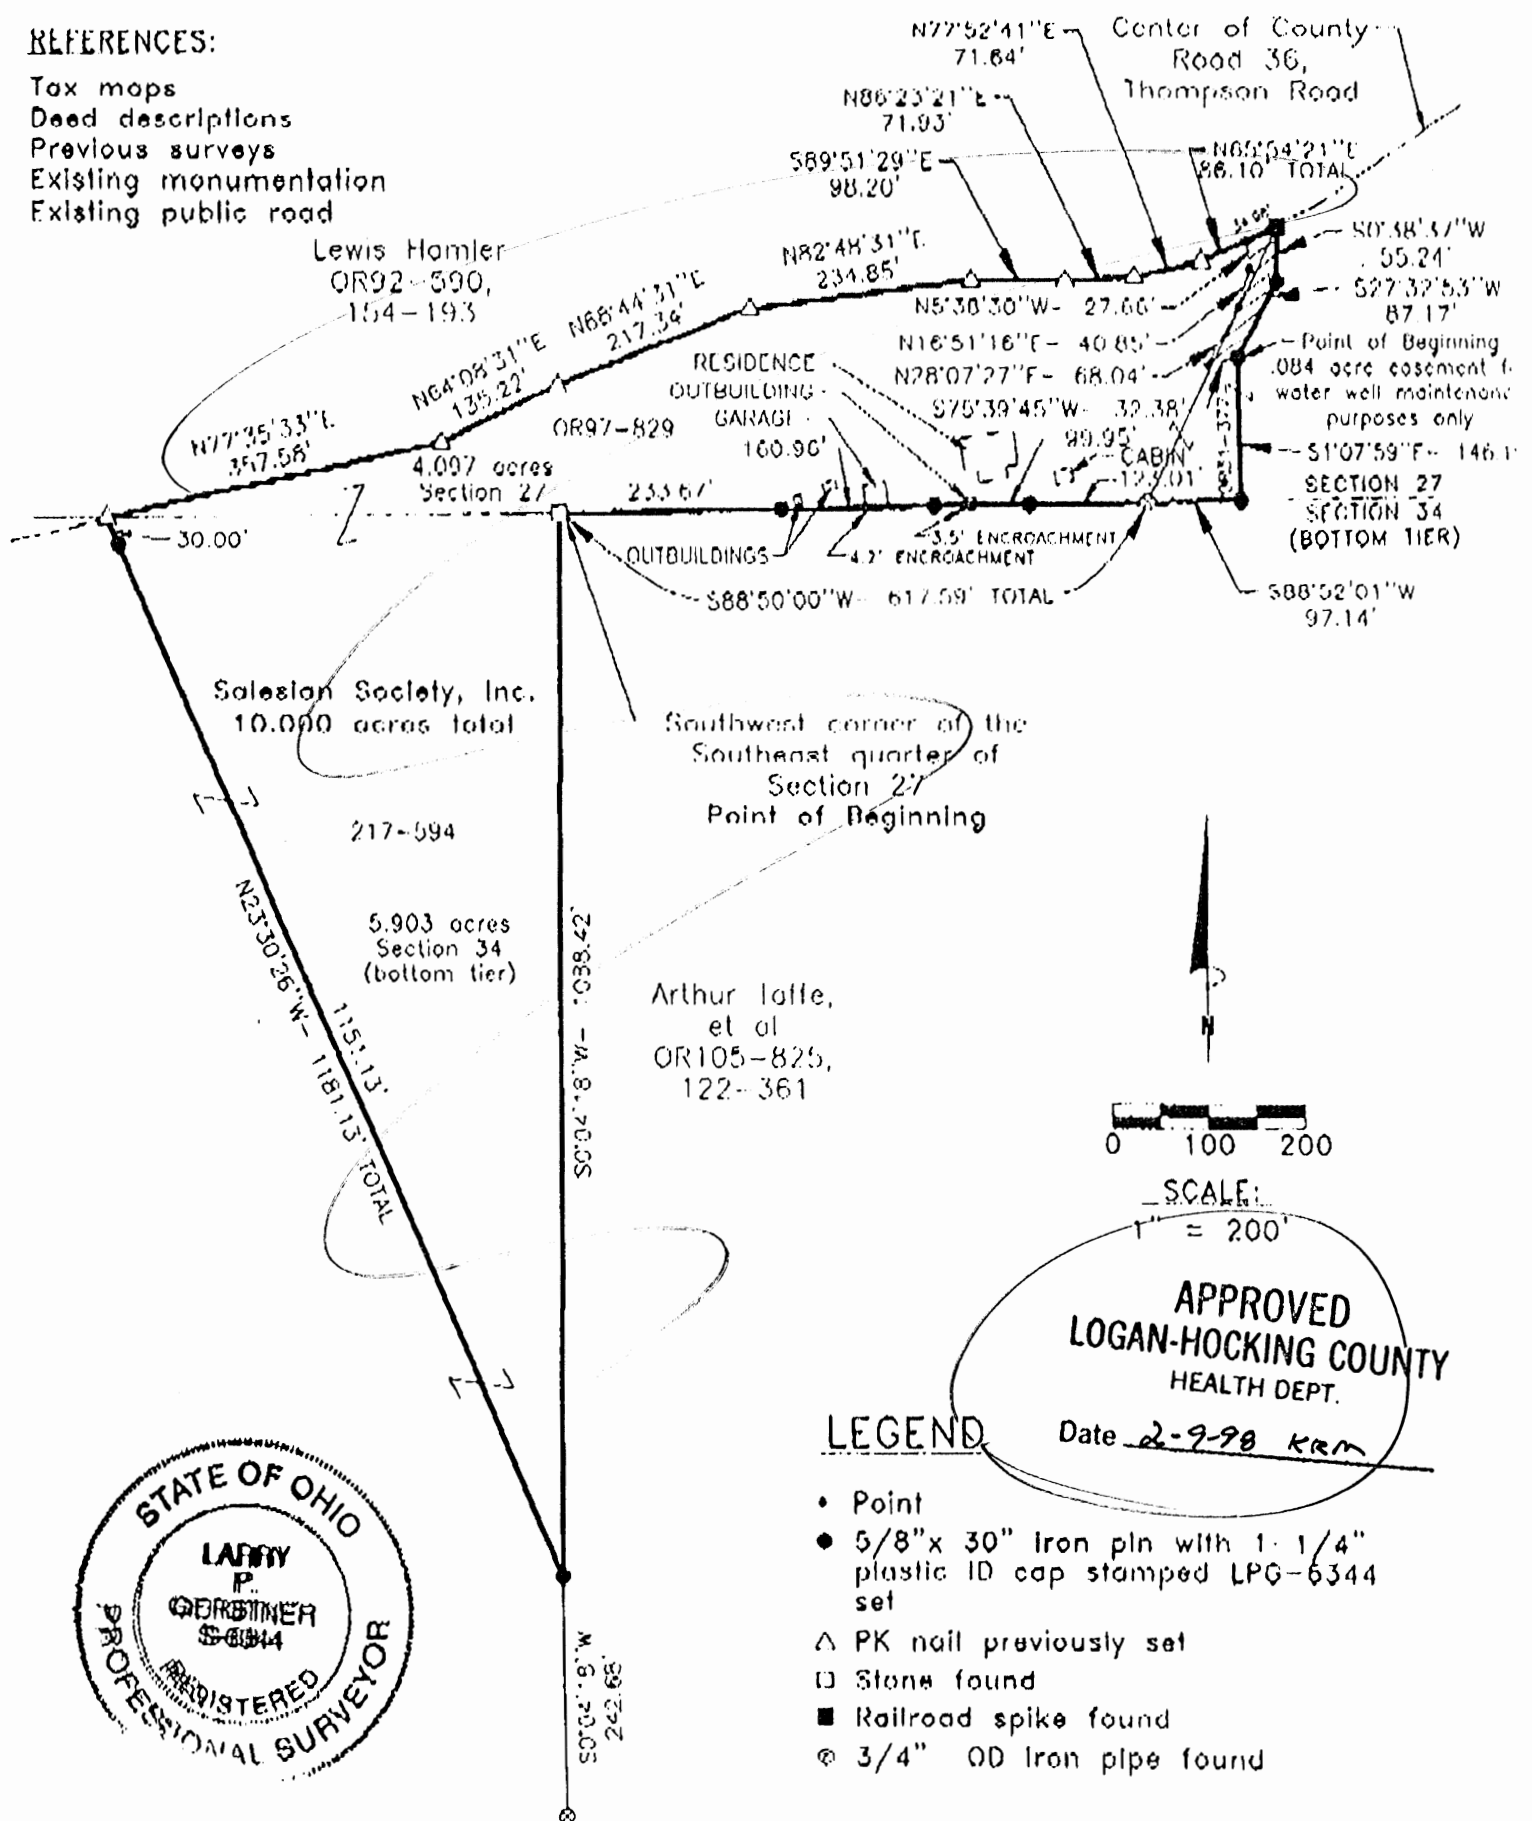 REFERENCES:
Tax maps
Deed descriptions
Previous surveys
Existing monumentation
Existing public road
N77°52'41"E
71.64'
Center of County
Road 36,
Thompson Road
N86°23'21"E
71.93'
S89°51'29"E
98.20'
86.10' TOTAL
Lewis Hamler
OR92-590,
154-193
N82°48'31"E
234.85'
N68°44'31"E
217.34'
N64°08'31"E
135.22'
N77°35'33"E
357.58'
S0°38'37"W
55.24'
S27°32'53"W
87.17'
N5°38'30"W- 27.66'
N16°51'16"E- 40.85'
N28°07'27"E- 68.04'
S75°39'45"W- 32.38'
Point of Beginning
.084 acre easement
water well maintenance
purposes only
RESIDENCE
OUTBUILDING
GARAGE
160.96'
99.95'
CABIN
S1°07'59"E- 146.1
OR97-829
4.097 acres
Section 27
233.67'
SECTION 27
SECTION 34
(BOTTOM TIER)
30.00'
OUTBUILDINGS
4.2' ENCROACHMENT
3.5' ENCROACHMENT
S88°50'00"W- 617.59' TOTAL
S88°52'01"W
97.14'
Salesian Society, Inc.
10.000 acres total
Southwest corner of the
Southeast quarter of
Section 27
Point of Beginning
217-594
5.903 acres
Section 34
(bottom tier)
N23°30'26"W- 1181.13' TOTAL
1151.13'
S0°04'18"W- 1038.42'
Arthur Ioffe,
et al
OR105-825,
122-361
N
0 100 200
SCALE:
1" = 200'
APPROVED
LOGAN-HOCKING COUNTY
HEALTH DEPT.
Date 2-9-98 KRM
LEGEND
Point
5/8"x 30" iron pin with 1- 1/4"
plastic ID cap stamped LPG-6344
set
PK nail previously set
Stone found
Railroad spike found
3/4" OD iron pipe found
S0°04'18"W
242.68'
STATE OF OHIO
LARRY
P.
GERSTNER
REGISTERED
PROFESSIONAL SURVEYOR